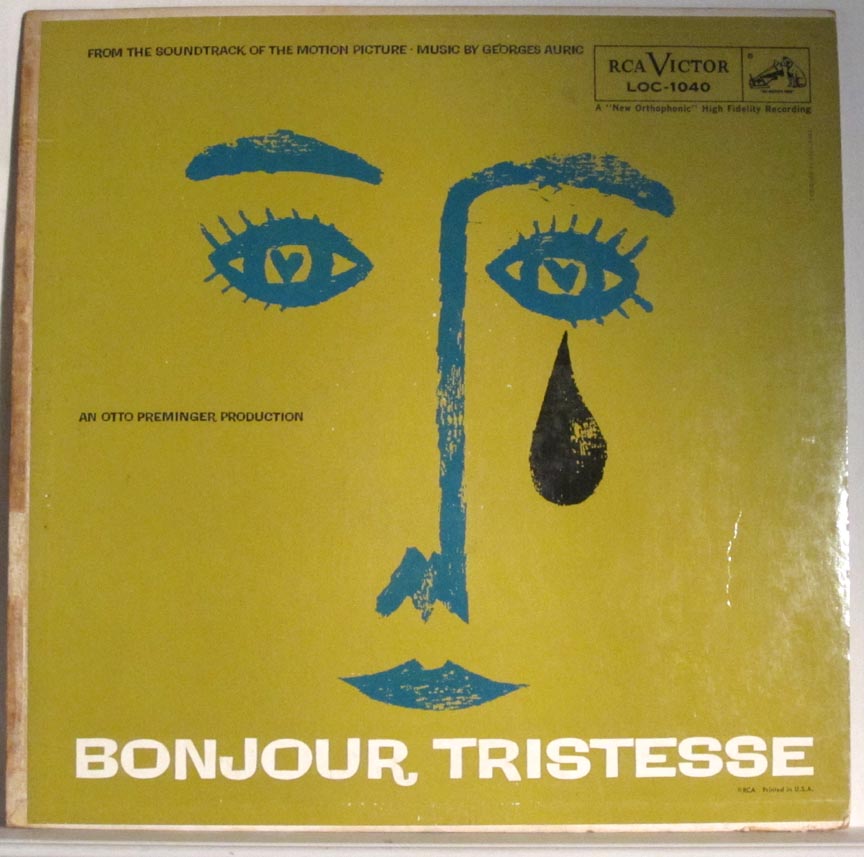 FROM THE SOUNDTRACK OF THE MOTION PICTURE · MUSIC BY GEORGES AURIC
RCA VICTOR
LOC-1040
A "New Orthophonic" High Fidelity Recording
AN OTTO PREMINGER PRODUCTION
BONJOUR TRISTESSE
©RCA Printed in U.S.A.